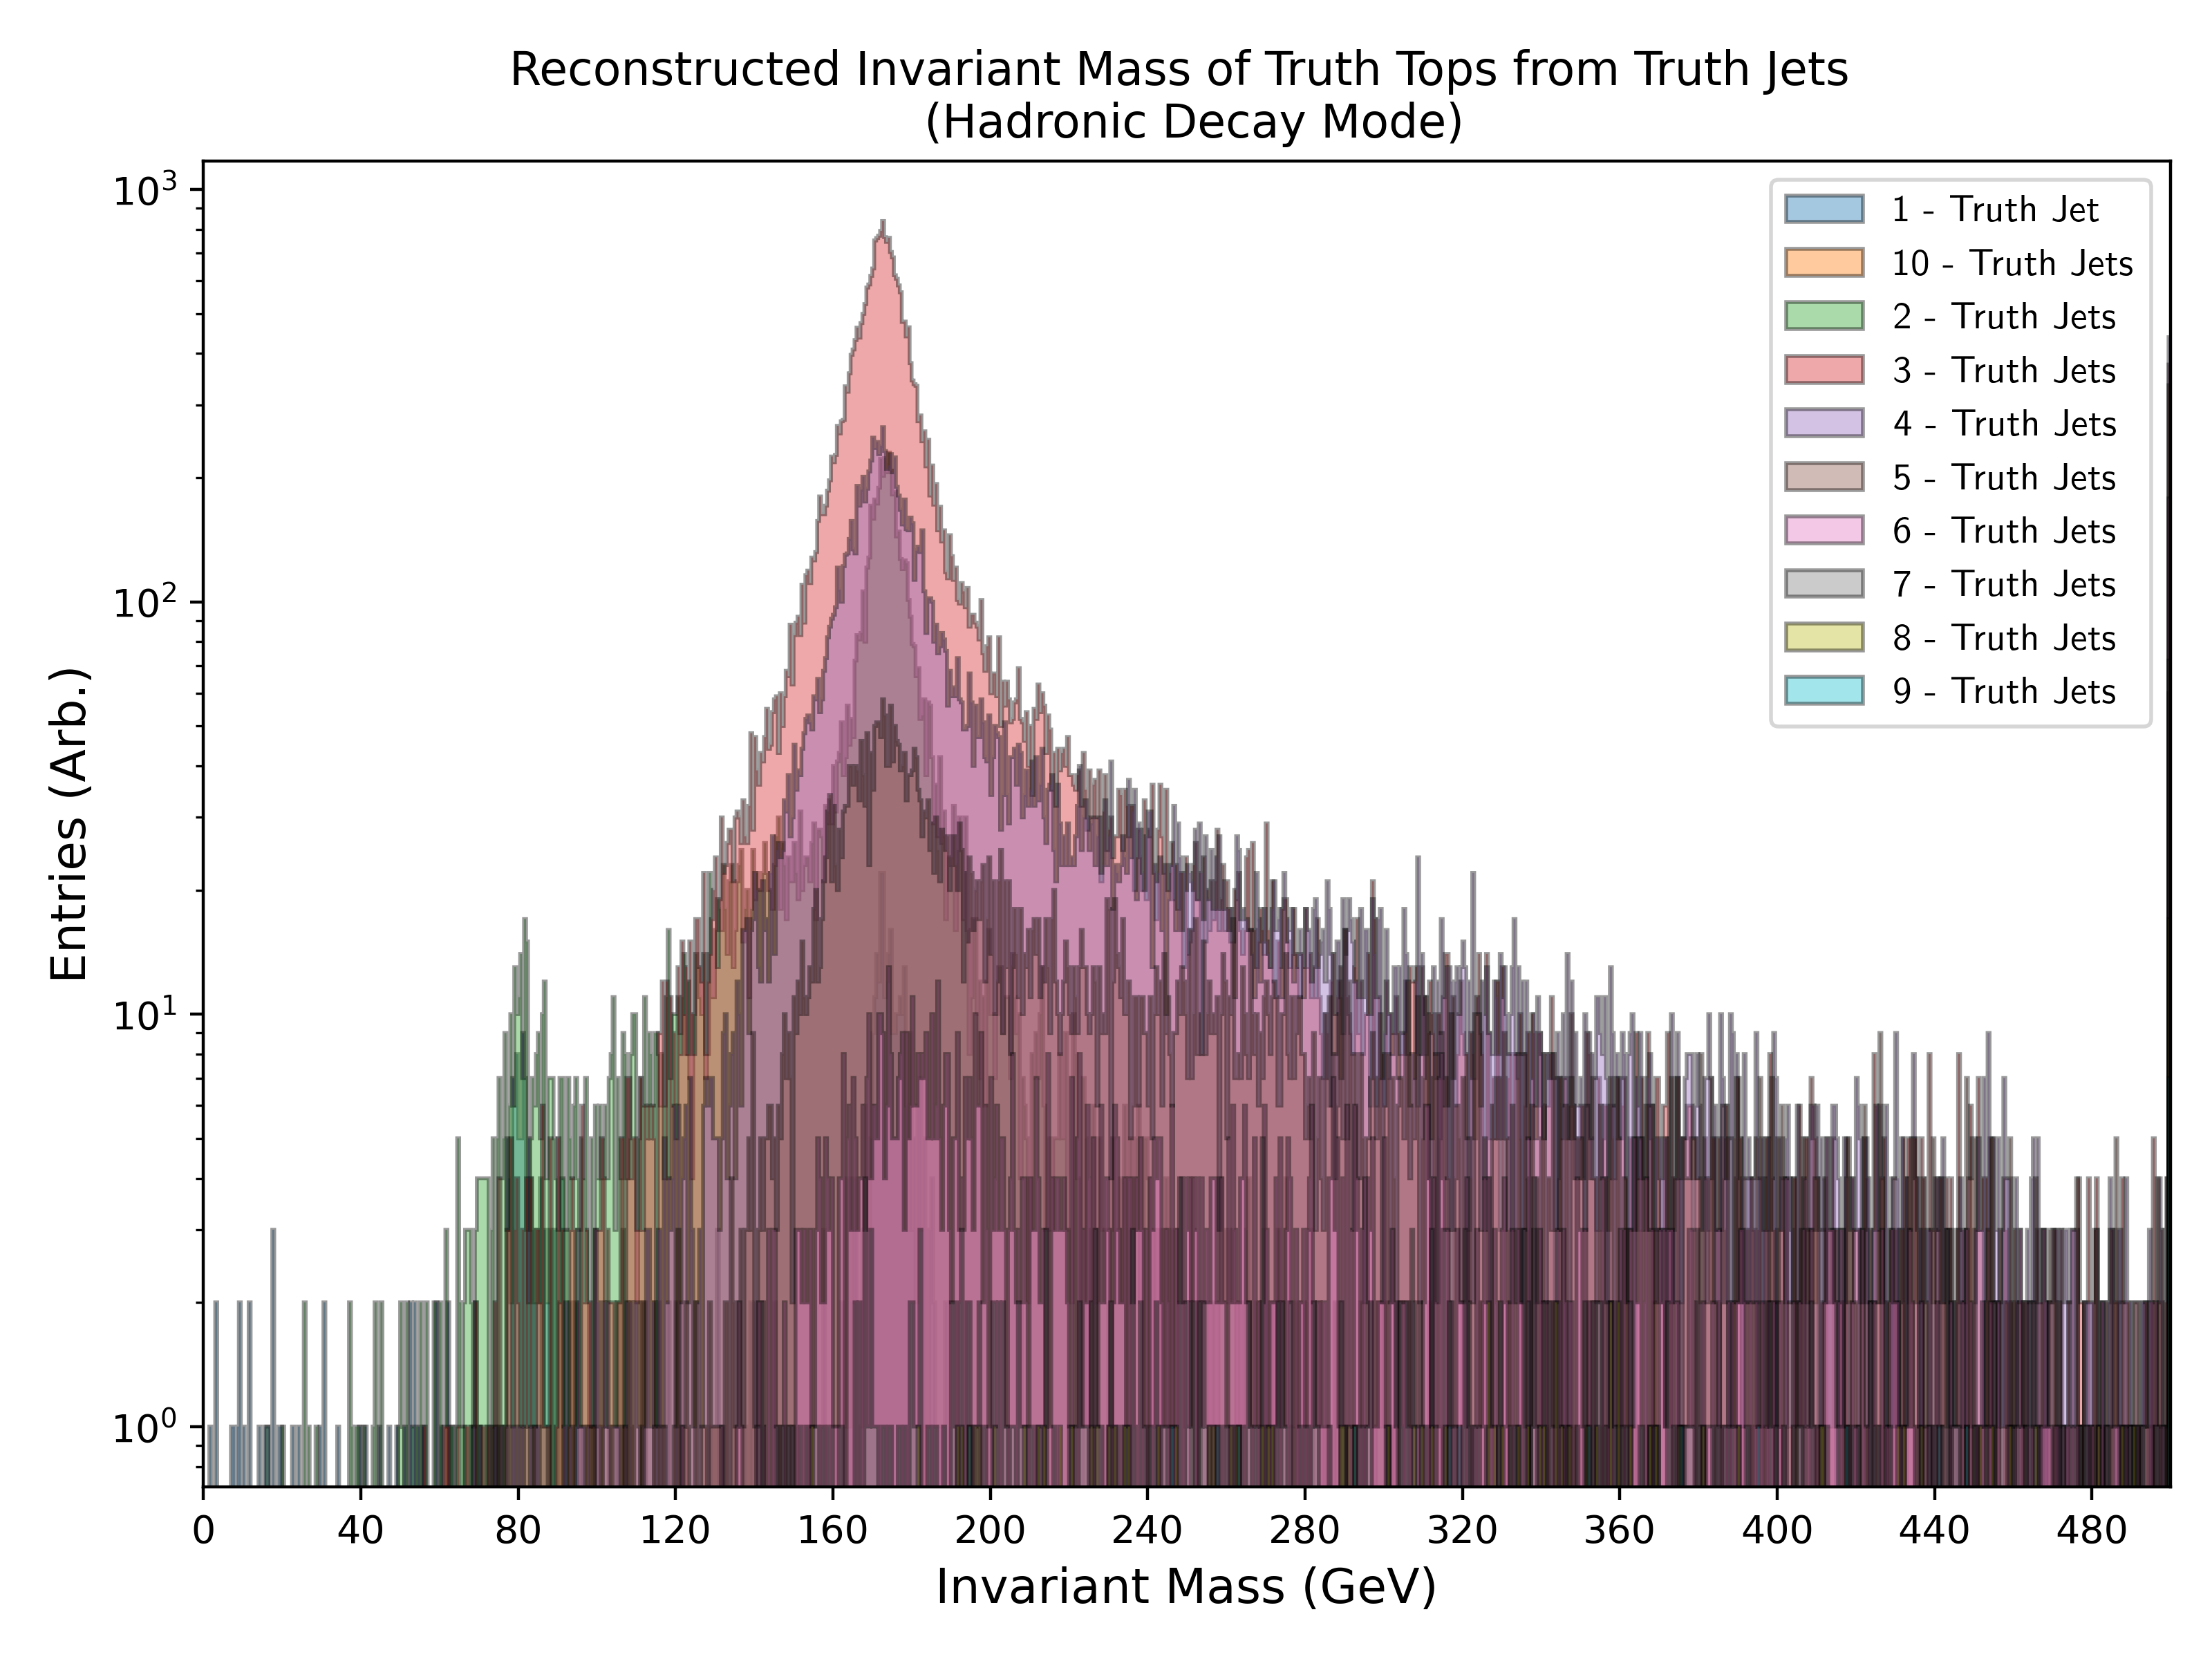 Reconstructed Invariant Mass of Truth Tops from Truth Jets
(Hadronic Decay Mode)
10³
10²
10¹
10⁰
Entries (Arb.)
1 - Truth Jet
10 - Truth Jets
2 - Truth Jets
3 - Truth Jets
4 - Truth Jets
5 - Truth Jets
6 - Truth Jets
7 - Truth Jets
8 - Truth Jets
9 - Truth Jets
0 40 80 120 160 200 240 280 320 360 400 440 480
Invariant Mass (GeV)